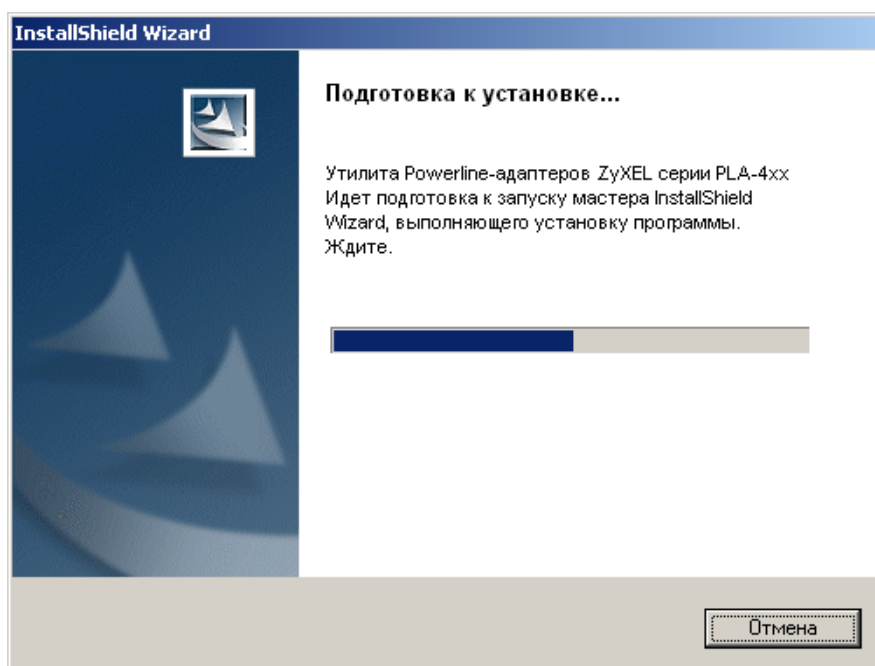 InstallShield Wizard
Подготовка к установке...
Утилита Powerline-адаптеров ZyXEL серии PLA-4xx
Идет подготовка к запуску мастера InstallShield
Wizard, выполняющего установку программы.
Ждите.
Отмена